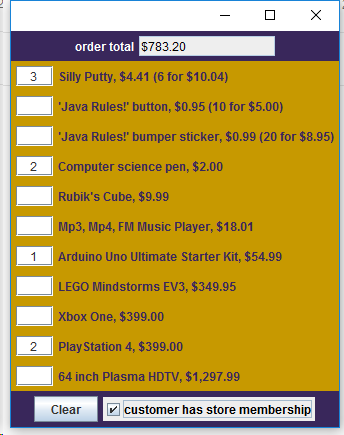 order total $783.20
3 Silly Putty, $4.41 (6 for $10.04)
'Java Rules!' button, $0.95 (10 for $5.00)
'Java Rules!' bumper sticker, $0.99 (20 for $8.95)
2 Computer science pen, $2.00
Rubik's Cube, $9.99
Mp3, Mp4, FM Music Player, $18.01
1 Arduino Uno Ultimate Starter Kit, $54.99
LEGO Mindstorms EV3, $349.95
Xbox One, $399.00
2 PlayStation 4, $399.00
64 inch Plasma HDTV, $1,297.99
Clear customer has store membership